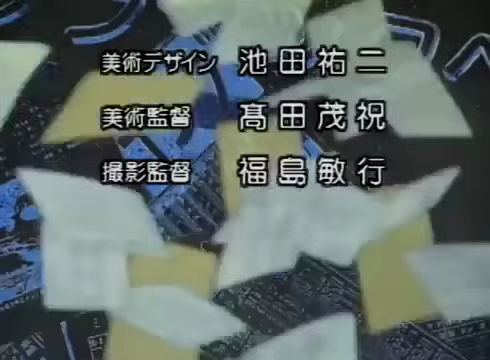 美術デザイン 池田祐二
美術監督 髙田茂祝
撮影監督 福島敏行